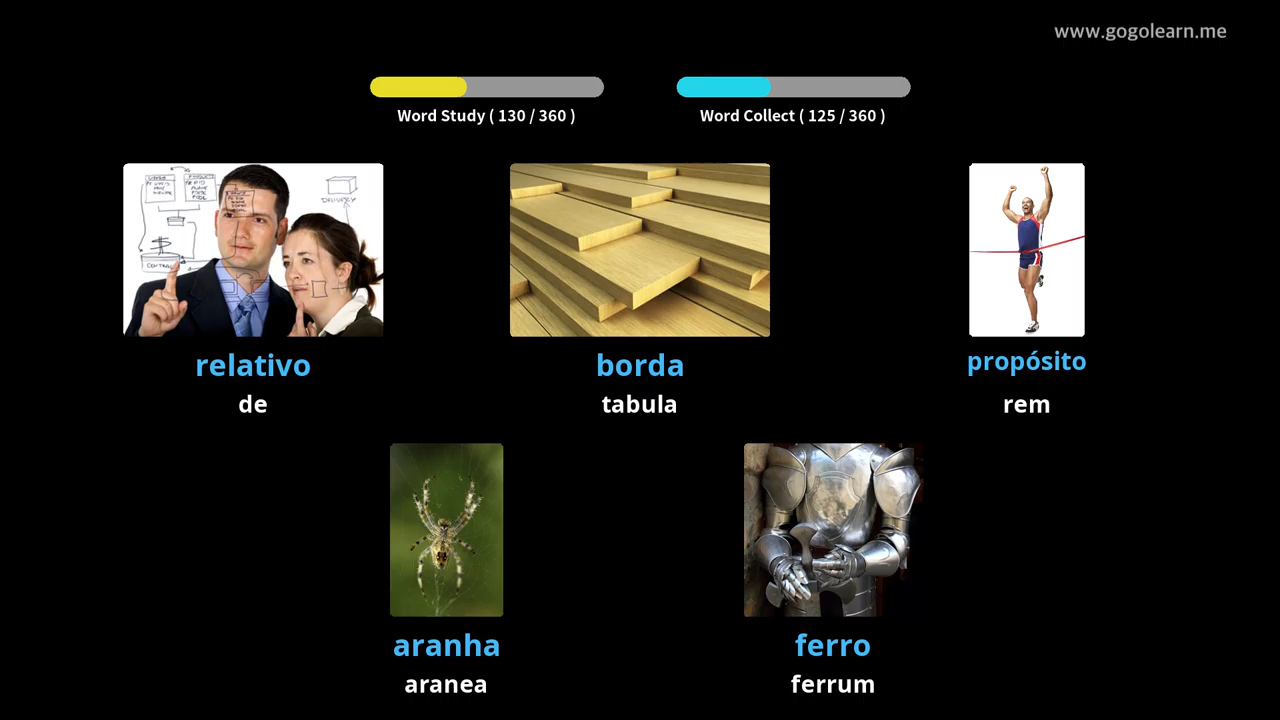 www.gogolearn.me
Word Study ( 130 / 360 )
Word Collect ( 125 / 360 )
DELIVERY
relativo
borda
propósito
de
tabula
rem
aranha
ferro
aranea
ferrum